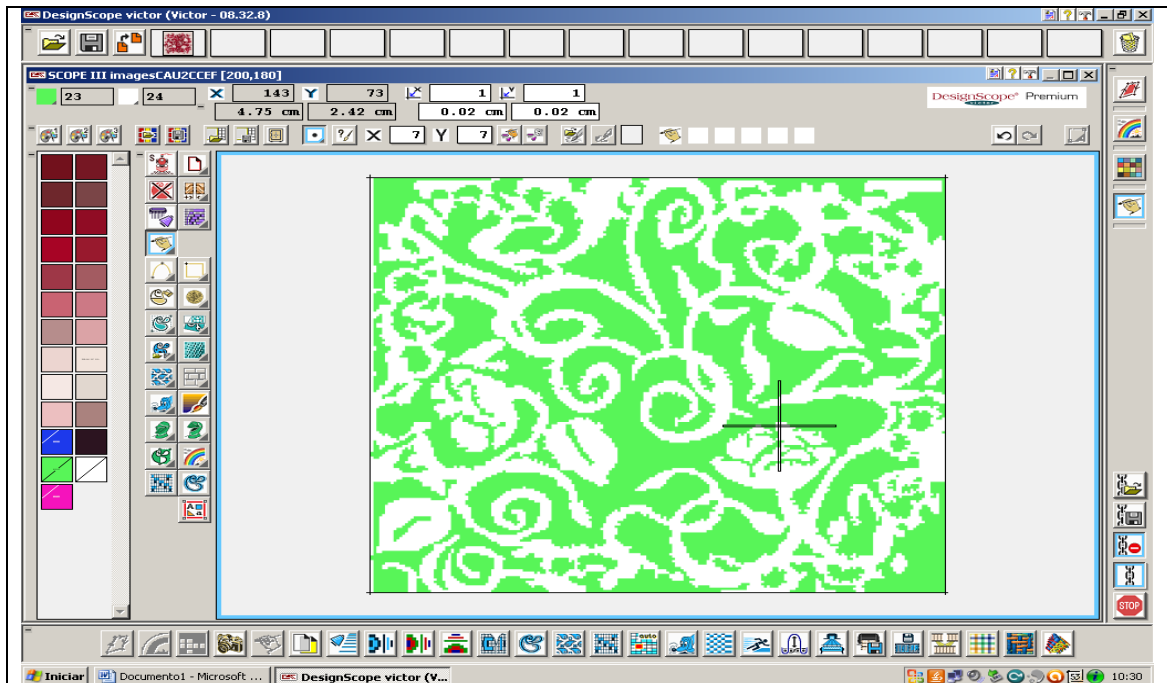 DesignScope victor (Victor - 08.32.8)
SCOPE III imagesCAU2CCEF [200,180]
23 24 X 143 Y 73 1 1
4.75 cm 2.42 cm 0.02 cm 0.02 cm
DesignScope® Premium
X 7 Y 7
STOP
auto
Iniciar Documento1 - Microsoft ... DesignScope victor (V... 10:30